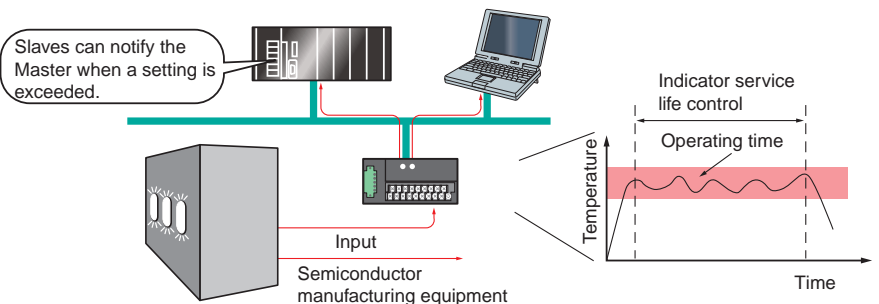 Slaves can notify the
Master when a setting is
exceeded.
Indicator service
life control
Operating time
Temperature
Time
Input
Semiconductor
manufacturing equipment